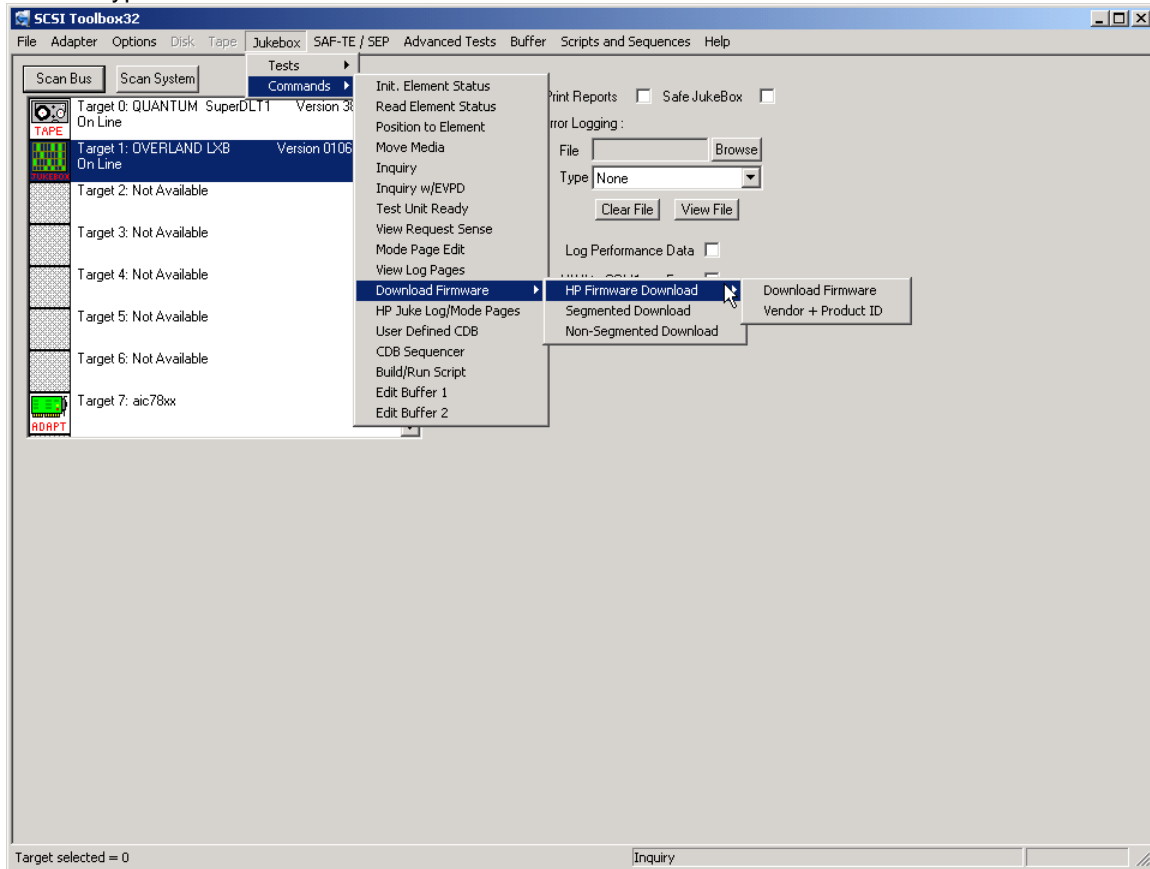 SCSI Toolbox32
File Adapter Options Disk Tape Jukebox SAF-TE / SEP Advanced Tests Buffer Scripts and Sequences Help
Scan Bus Scan System
Tests
Commands
Init. Element Status
Read Element Status
Position to Element
Move Media
Inquiry
Inquiry w/EVPD
Test Unit Ready
View Request Sense
Mode Page Edit
View Log Pages
Download Firmware
HP Juke Log/Mode Pages
User Defined CDB
CDB Sequencer
Build/Run Script
Edit Buffer 1
Edit Buffer 2
HP Firmware Download
Segmented Download
Non-Segmented Download
Download Firmware
Vendor + Product ID
TAPE
Target 0: QUANTUM SuperDLT1 Version 38
On Line
JUKEBOX
Target 1: OVERLAND LXB Version 0106
On Line
Target 2: Not Available
Target 3: Not Available
Target 4: Not Available
Target 5: Not Available
Target 6: Not Available
Target 7: aic78xx
ADAPT
Print Reports Safe JukeBox
rror Logging :
File Browse
Type None
Clear File View File
Log Performance Data
Target selected = 0
Inquiry